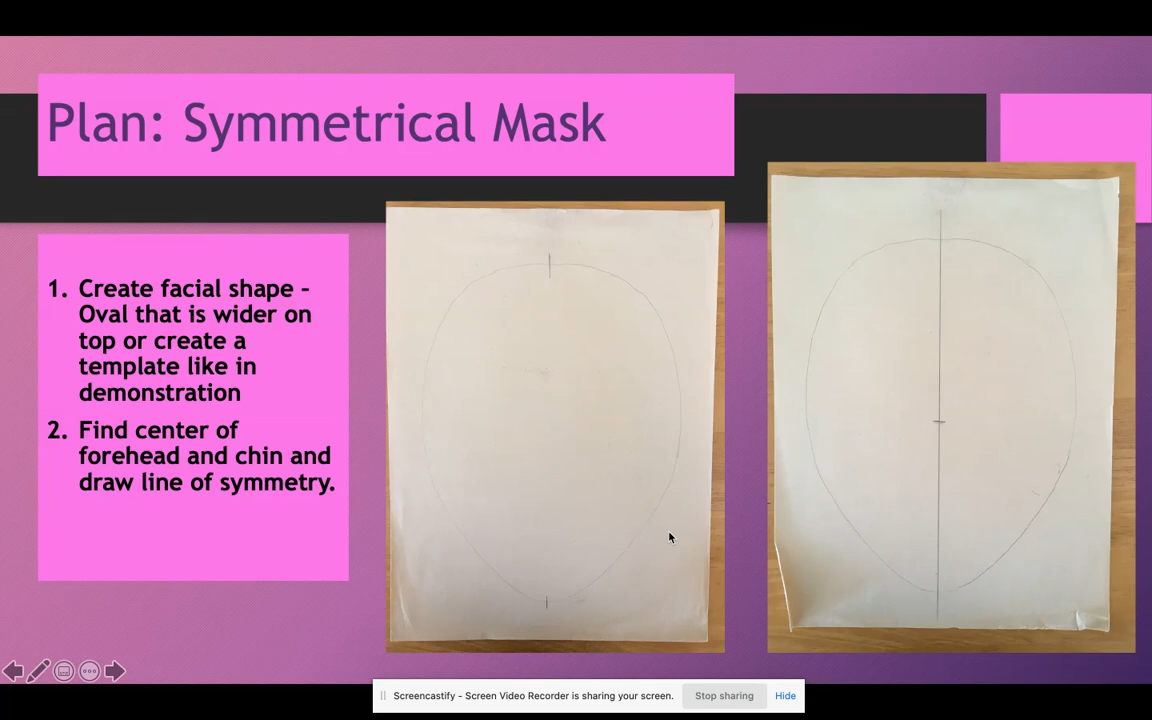 Plan: Symmetrical Mask
1. Create facial shape –
Oval that is wider on
top or create a
template like in
demonstration
2. Find center of
forehead and chin and
draw line of symmetry.
Screencastify - Screen Video Recorder is sharing your screen.
Stop sharing
Hide